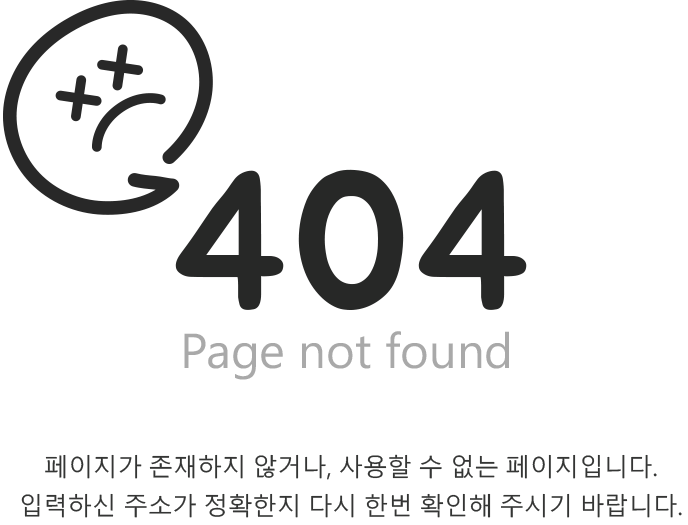 404
Page not found
페이지가 존재하지 않거나, 사용할 수 없는 페이지입니다.
입력하신 주소가 정확한지 다시 한번 확인해 주시기 바랍니다.